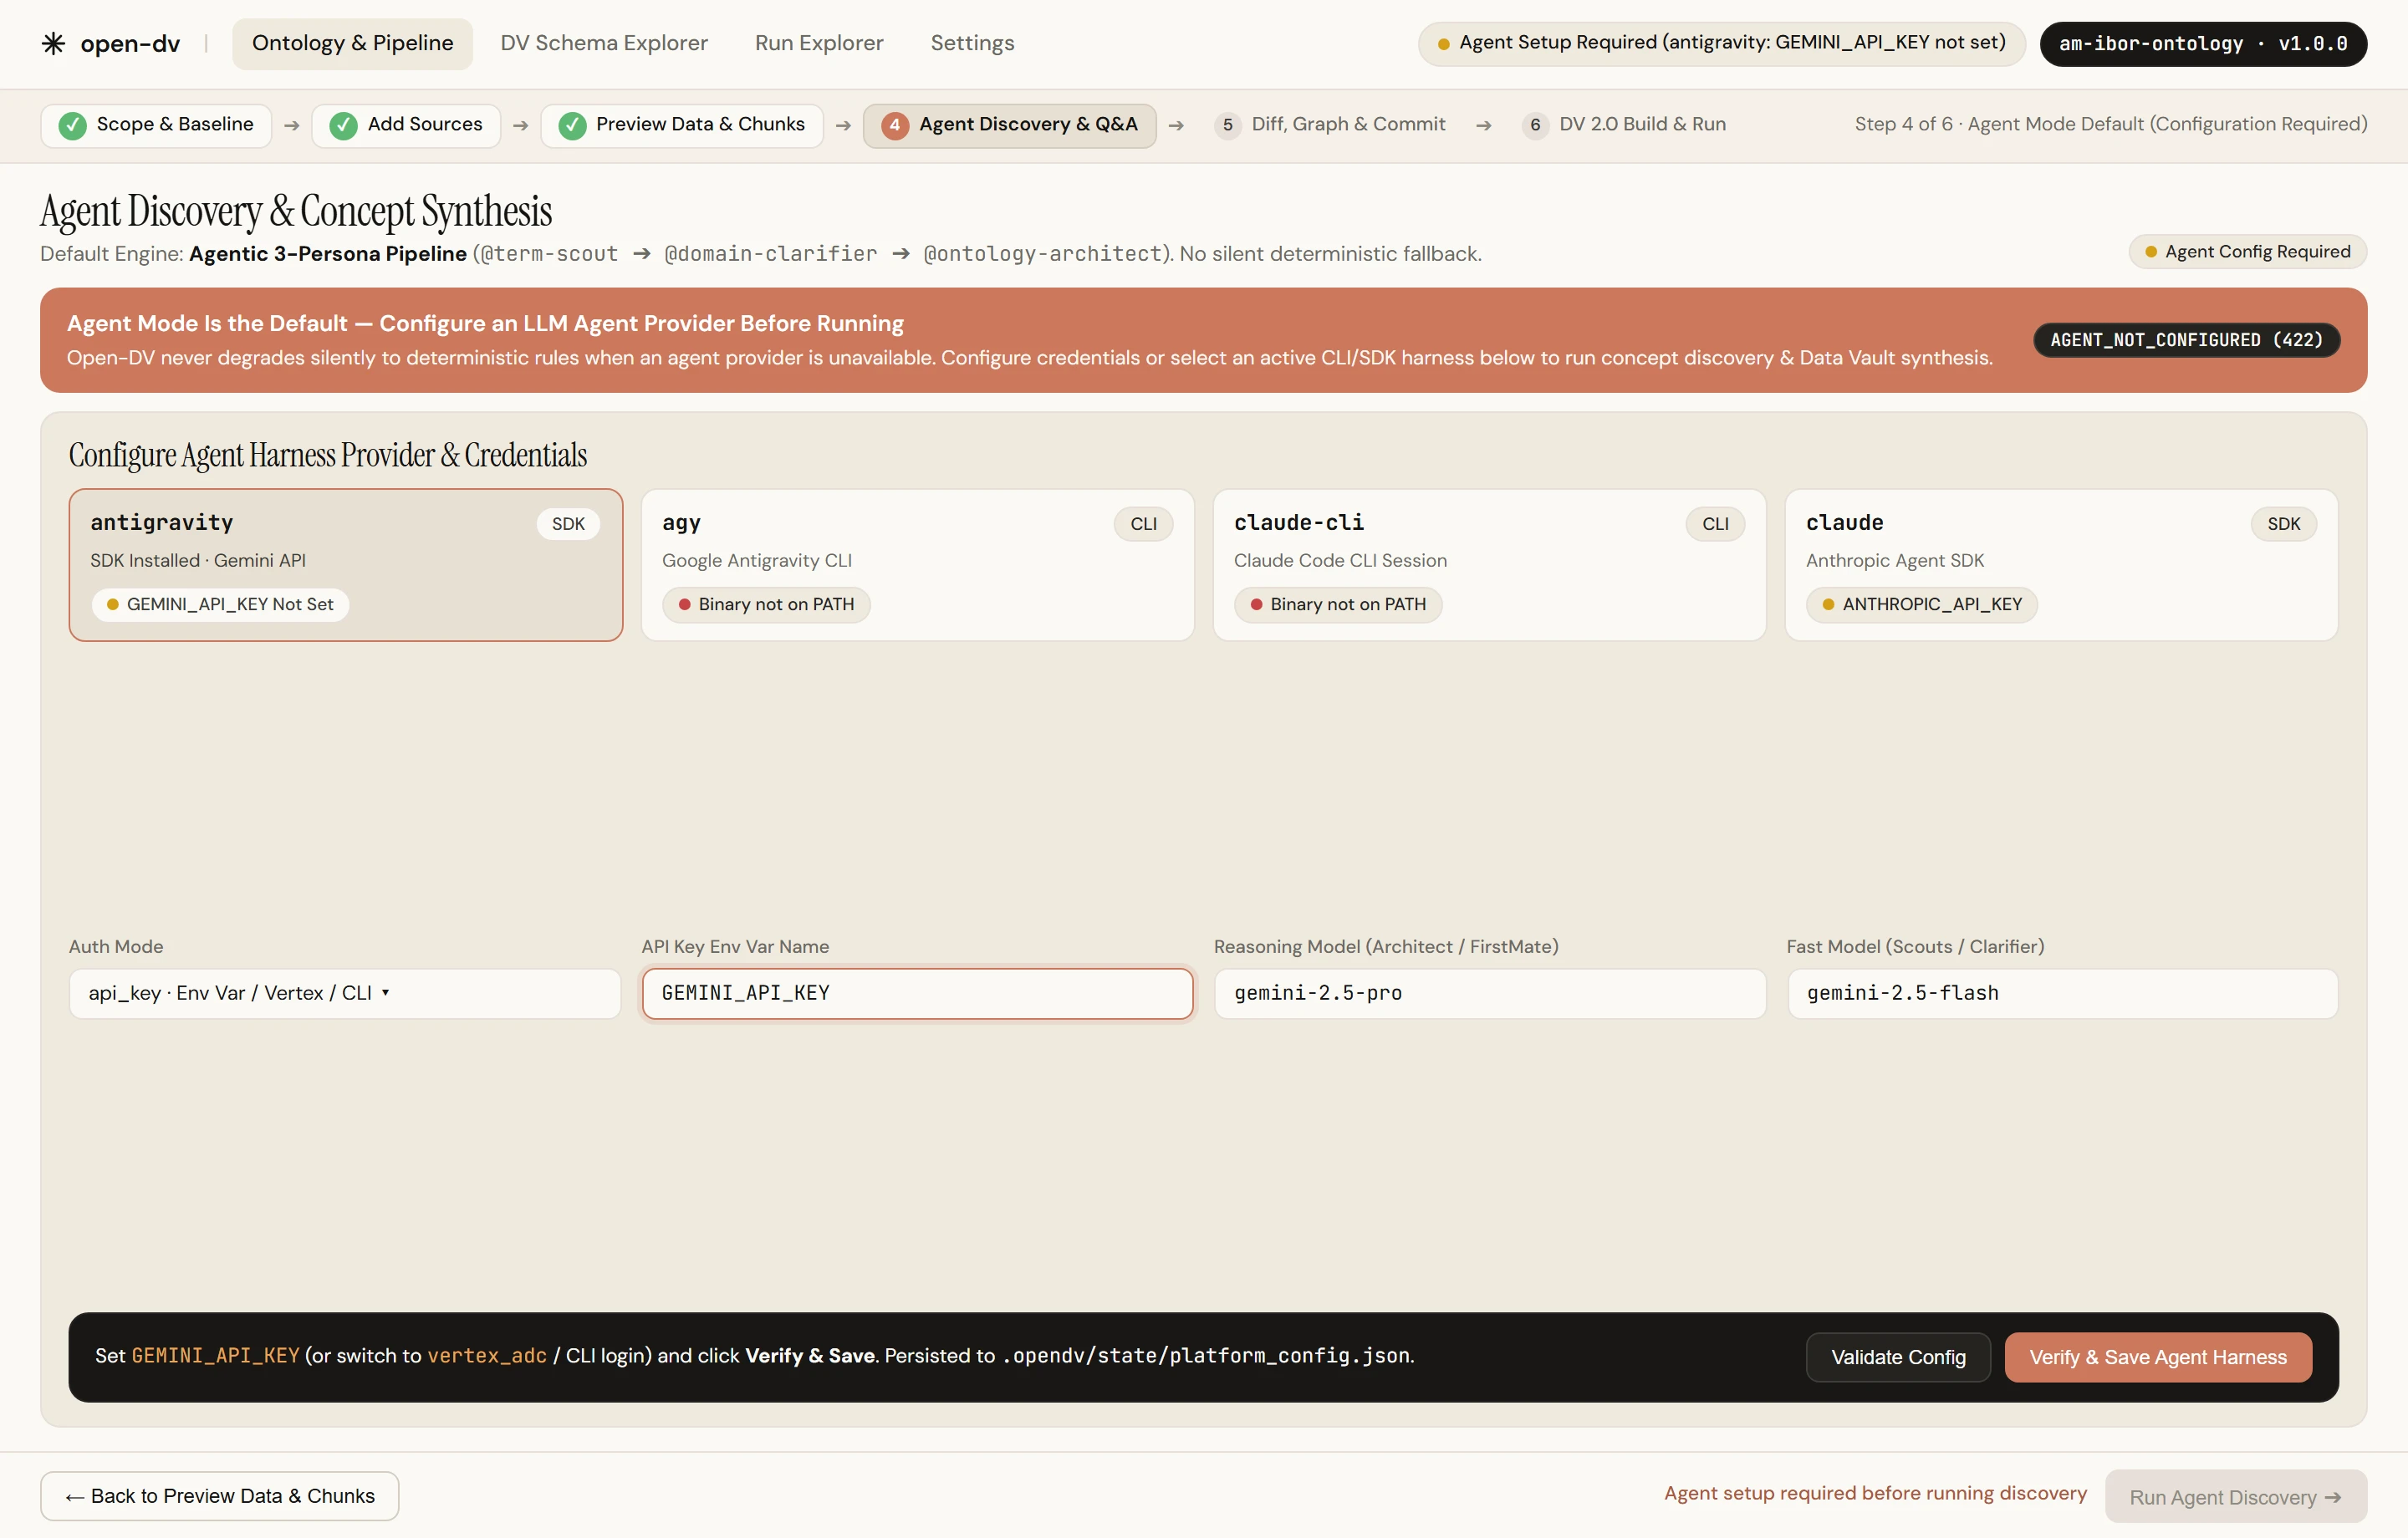 open-dv | Ontology & Pipeline DV Schema Explorer Run Explorer Settings Agent Setup Required (antigravity: GEMINI_API_KEY not set) am-ibor-ontology · v1.0.0
✓ Scope & Baseline → ✓ Add Sources → ✓ Preview Data & Chunks → 4 Agent Discovery & Q&A → 5 Diff, Graph & Commit → 6 DV 2.0 Build & Run Step 4 of 6 · Agent Mode Default (Configuration Required)
Agent Discovery & Concept Synthesis
Default Engine: Agentic 3-Persona Pipeline (@term-scout → @domain-clarifier → @ontology-architect). No silent deterministic fallback.
Agent Config Required
Agent Mode Is the Default — Configure an LLM Agent Provider Before Running
Open-DV never degrades silently to deterministic rules when an agent provider is unavailable. Configure credentials or select an active CLI/SDK harness below to run concept discovery & Data Vault synthesis.
AGENT_NOT_CONFIGURED (422)
Configure Agent Harness Provider & Credentials
antigravity SDK
SDK Installed · Gemini API
GEMINI_API_KEY Not Set
agy CLI
Google Antigravity CLI
Binary not on PATH
claude-cli CLI
Claude Code CLI Session
Binary not on PATH
claude SDK
Anthropic Agent SDK
ANTHROPIC_API_KEY
Auth Mode
api_key · Env Var / Vertex / CLI ▾
API Key Env Var Name
GEMINI_API_KEY
Reasoning Model (Architect / FirstMate)
gemini-2.5-pro
Fast Model (Scouts / Clarifier)
gemini-2.5-flash
Set GEMINI_API_KEY (or switch to vertex_adc / CLI login) and click Verify & Save. Persisted to .opendv/state/platform_config.json.
Validate Config
Verify & Save Agent Harness
← Back to Preview Data & Chunks
Agent setup required before running discovery
Run Agent Discovery →